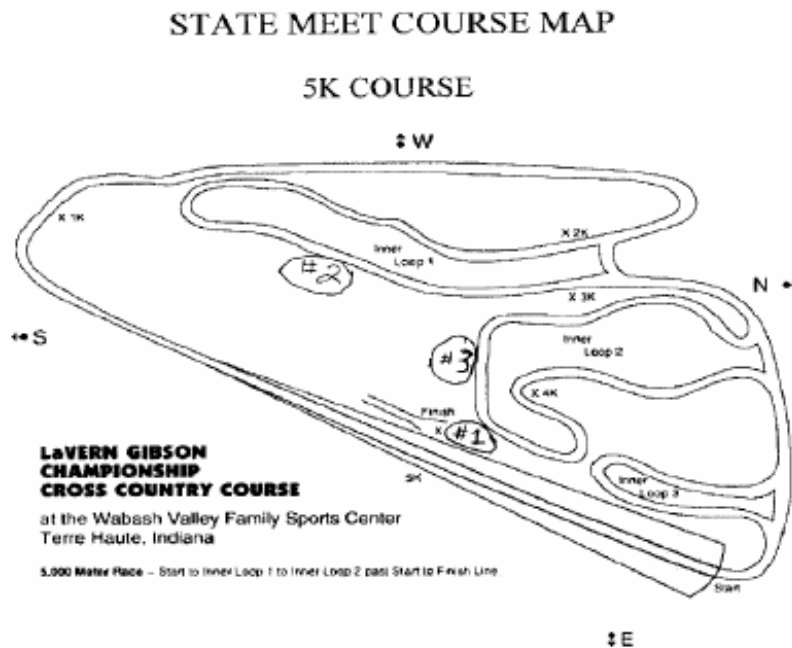 STATE MEET COURSE MAP
5K COURSE
W
X 1K
X 2K
Inner
Loop 1
#2
N
X 3K
S
Inner
Loop 2
#3
X 4K
Finish
X
#1
5K
LaVERN GIBSON
CHAMPIONSHIP
CROSS COUNTRY COURSE
Inner
Loop 3
at the Wabash Valley Family Sports Center
Terre Haute, Indiana
5,000 Meter Race – Start to Inner Loop 1 to Inner Loop 2 past Start to Finish Line
Start
E